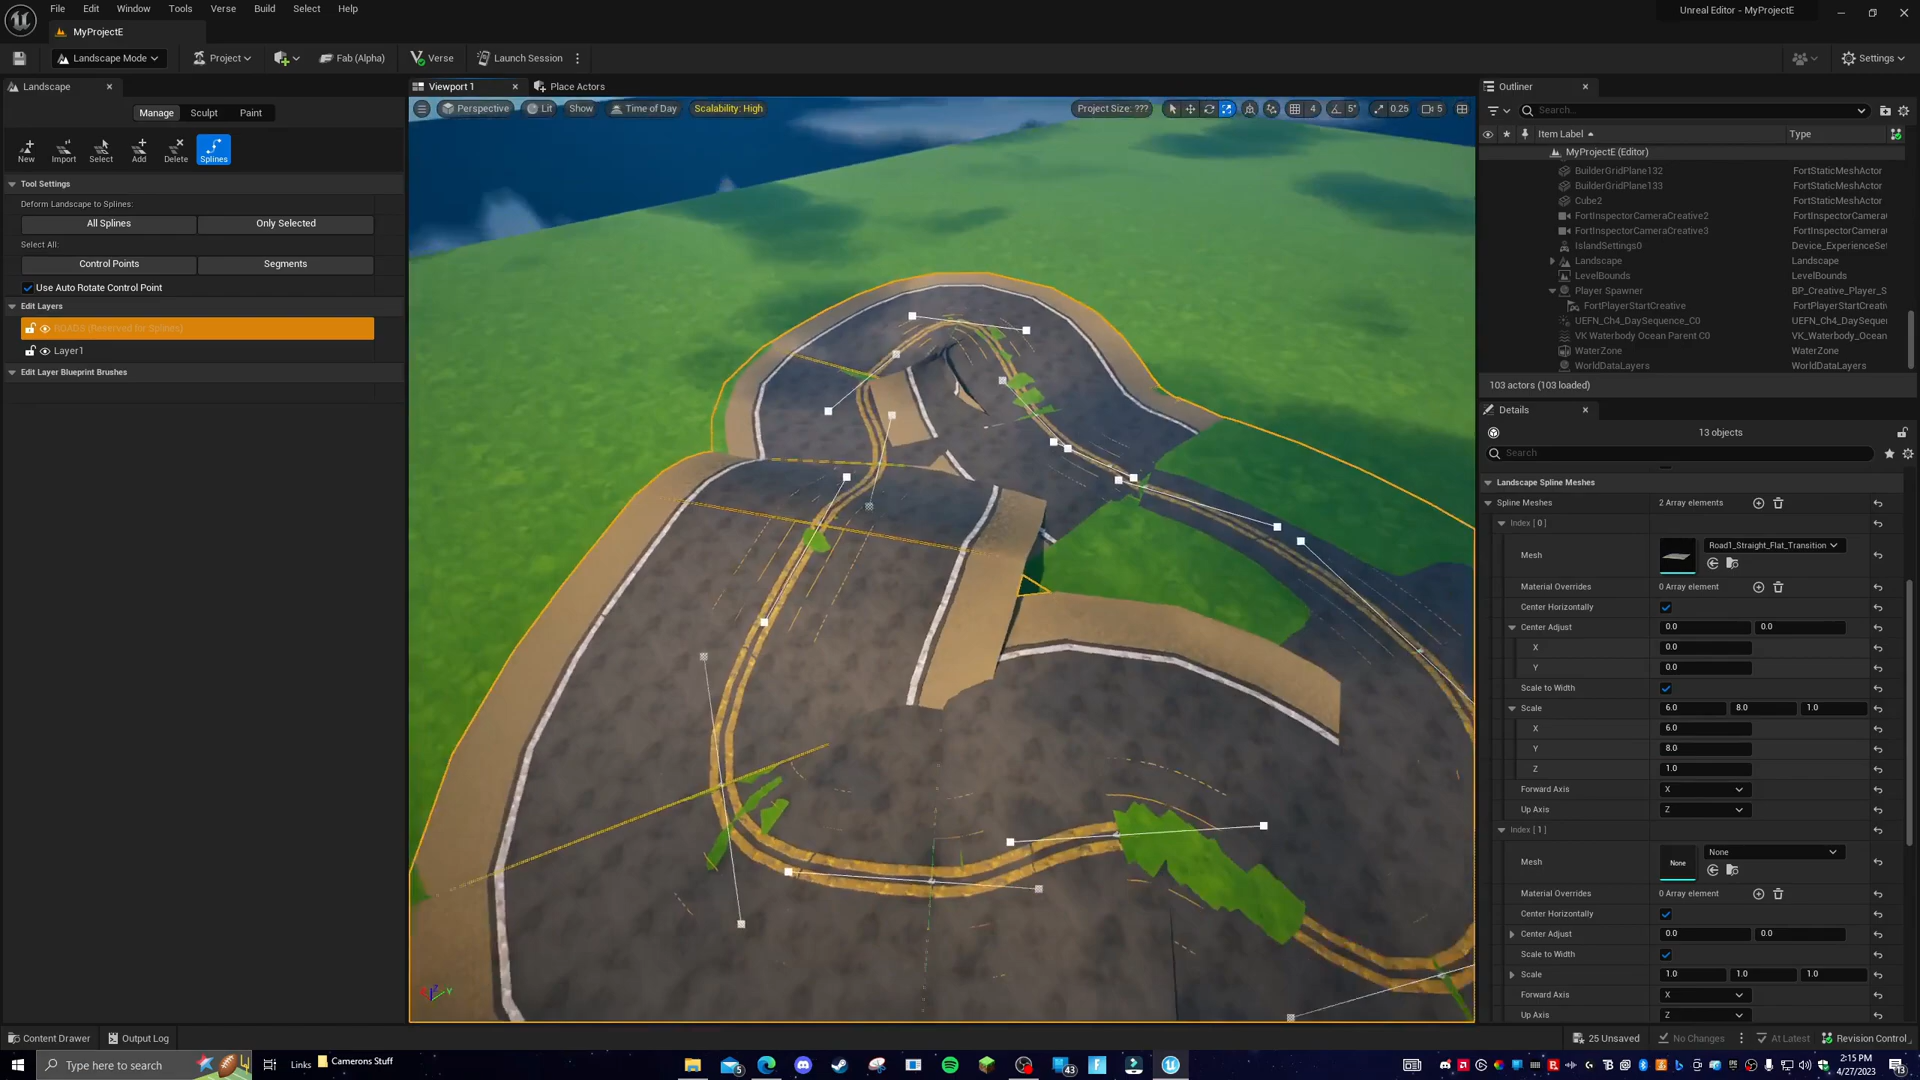 File Edit Window Tools Verse Build Select Help
Unreal Editor - MyProjectE
MyProjectE
Landscape Mode Project Fab (Alpha) Verse Launch Session Settings
Landscape
Manage Sculpt Paint
New Import Select Add Delete Splines
Tool Settings
Deform Landscape to Splines:
All Splines Only Selected
Select All:
Control Points Segments
Use Auto Rotate Control Point
Edit Layers
ROADS (Reserved for Splines)
Layer1
Edit Layer Blueprint Brushes
Viewport 1 Place Actors
Perspective Lit Show Time of Day Scalability: High Project Size: ??? 4 5° 0.25 5
Outliner
Search...
Item Label Type
MyProjectE (Editor)
BuilderGridPlane132 FortStaticMeshActor
BuilderGridPlane133 FortStaticMeshActor
Cube2 FortStaticMeshActor
FortInspectorCameraCreative2 FortInspectorCamera
FortInspectorCameraCreative3 FortInspectorCamera
IslandSettings0 Device_ExperienceSe
Landscape Landscape
LevelBounds LevelBounds
Player Spawner BP_Creative_Player_S
FortPlayerStartCreative FortPlayerStartCreativ
UEFN_Ch4_DaySequence_C0 UEFN_Ch4_DaySeque
VK Waterbody Ocean Parent C0 VK_Waterbody_Ocean
WaterZone WaterZone
WorldDataLayers WorldDataLayers
103 actors (103 loaded)
Details
13 objects
Search
Landscape Spline Meshes
Spline Meshes 2 Array elements
Index [ 0 ]
Mesh Road1_Straight_Flat_Transition
Material Overrides 0 Array element
Center Horizontally
Center Adjust 0.0 0.0
X 0.0
Y 0.0
Scale to Width
Scale 6.0 8.0 1.0
X 6.0
Y 8.0
Z 1.0
Forward Axis X
Up Axis Z
Index [ 1 ]
Mesh None None
Material Overrides 0 Array element
Center Horizontally
Center Adjust 0.0 0.0
Scale to Width
Scale 1.0 1.0 1.0
Forward Axis X
Up Axis Z
Content Drawer Output Log 25 Unsaved No Changes At Latest Revision Control
Type here to search Links Camerons Stuff 5 43
2:15 PM
4/27/2023
13